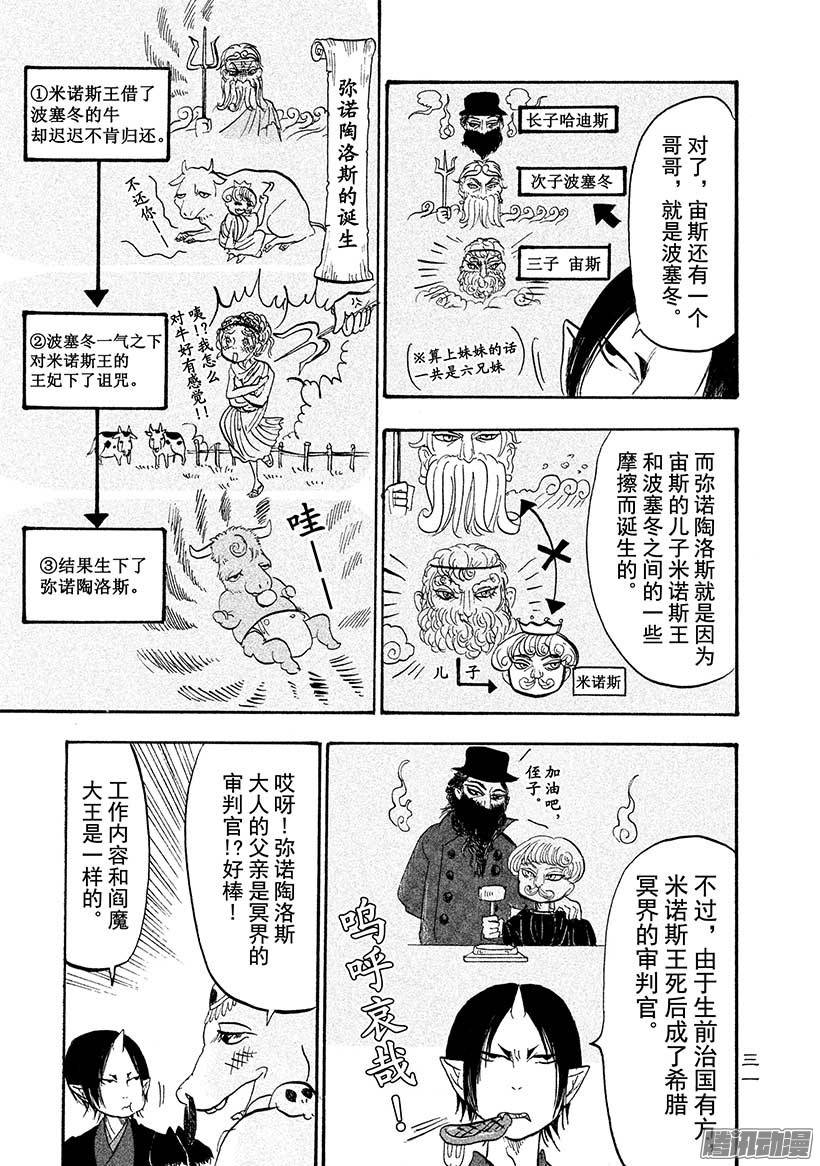 对了，宙斯还有一个
哥哥，就是波塞冬。
长子哈迪斯
次子波塞冬
三子 宙斯
（※算上妹妹的话
一共是六兄妹）
而弥诺陶洛斯就是因为
宙斯的儿子米诺斯王
和波塞冬之间的一些
摩擦而诞生的。
儿子
米诺斯
弥诺陶洛斯的诞生
①米诺斯王借了
波塞冬的牛
却迟迟不肯归还。
不还你——
②波塞冬一气之下
对米诺斯王的
王妃下了诅咒。
咦！？我怎么
对牛好有
感觉！！
③结果生下了
弥诺陶洛斯。
哇——
不过，由于生前治国有方
米诺斯王死后成了希腊
冥界的审判官。
加油吧，
侄子。
呜呼哀哉！
哎呀！弥诺陶洛斯
大人的父亲是冥界的
审判官！？好棒！
工作内容和阎魔
大王是一样的。
三一
腾讯动漫